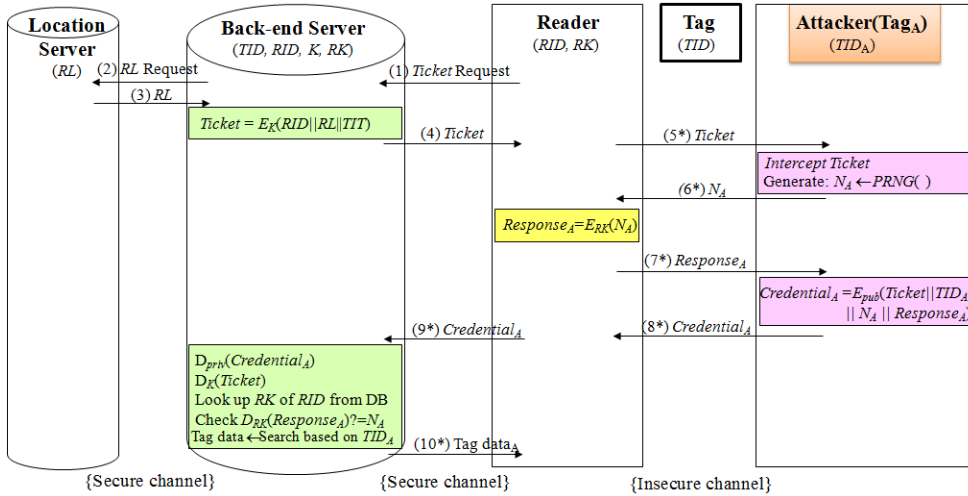 Location
Server
(RL)
Back-end Server
(TID, RID, K, RK)
Reader
(RID, RK)
Tag
(TID)
Attacker(TagA)
(TIDA)
(2) RL Request
(1) Ticket Request
(3) RL
Ticket = EK(RID||RL||TIT)
(4) Ticket
(5*) Ticket
Intercept Ticket
Generate: NA ←PRNG( )
(6*) NA
ResponseA=ERK(NA)
(7*) ResponseA
CredentialA =Epub(Ticket||TIDA
|| NA || ResponseA)
(8*) CredentialA
(9*) CredentialA
Dpriv(CredentialA)
DK(Ticket)
Look up RK of RID from DB
Check DRK(ResponseA)?=NA
Tag data←Search based on TIDA
(10*) Tag dataA
{Secure channel}
{Secure channel}
{Insecure channel}